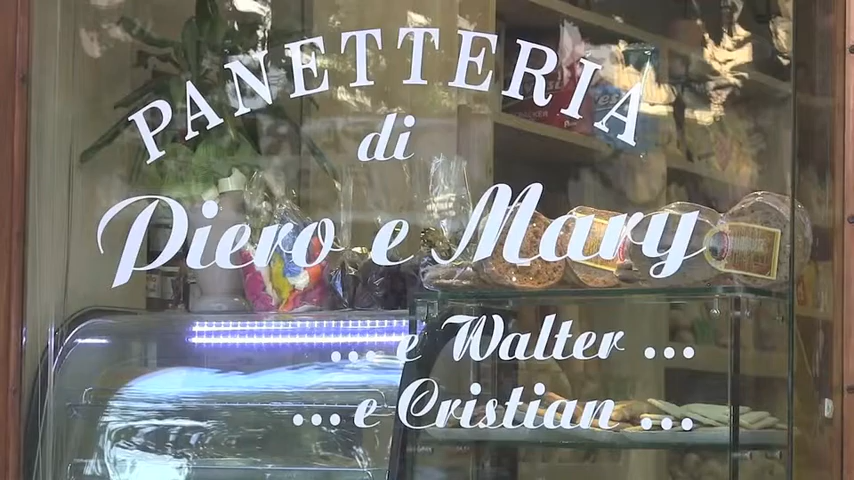 PANETTERIA
di
Piero e Mary
... e Walter ...
.... e Cristian ....